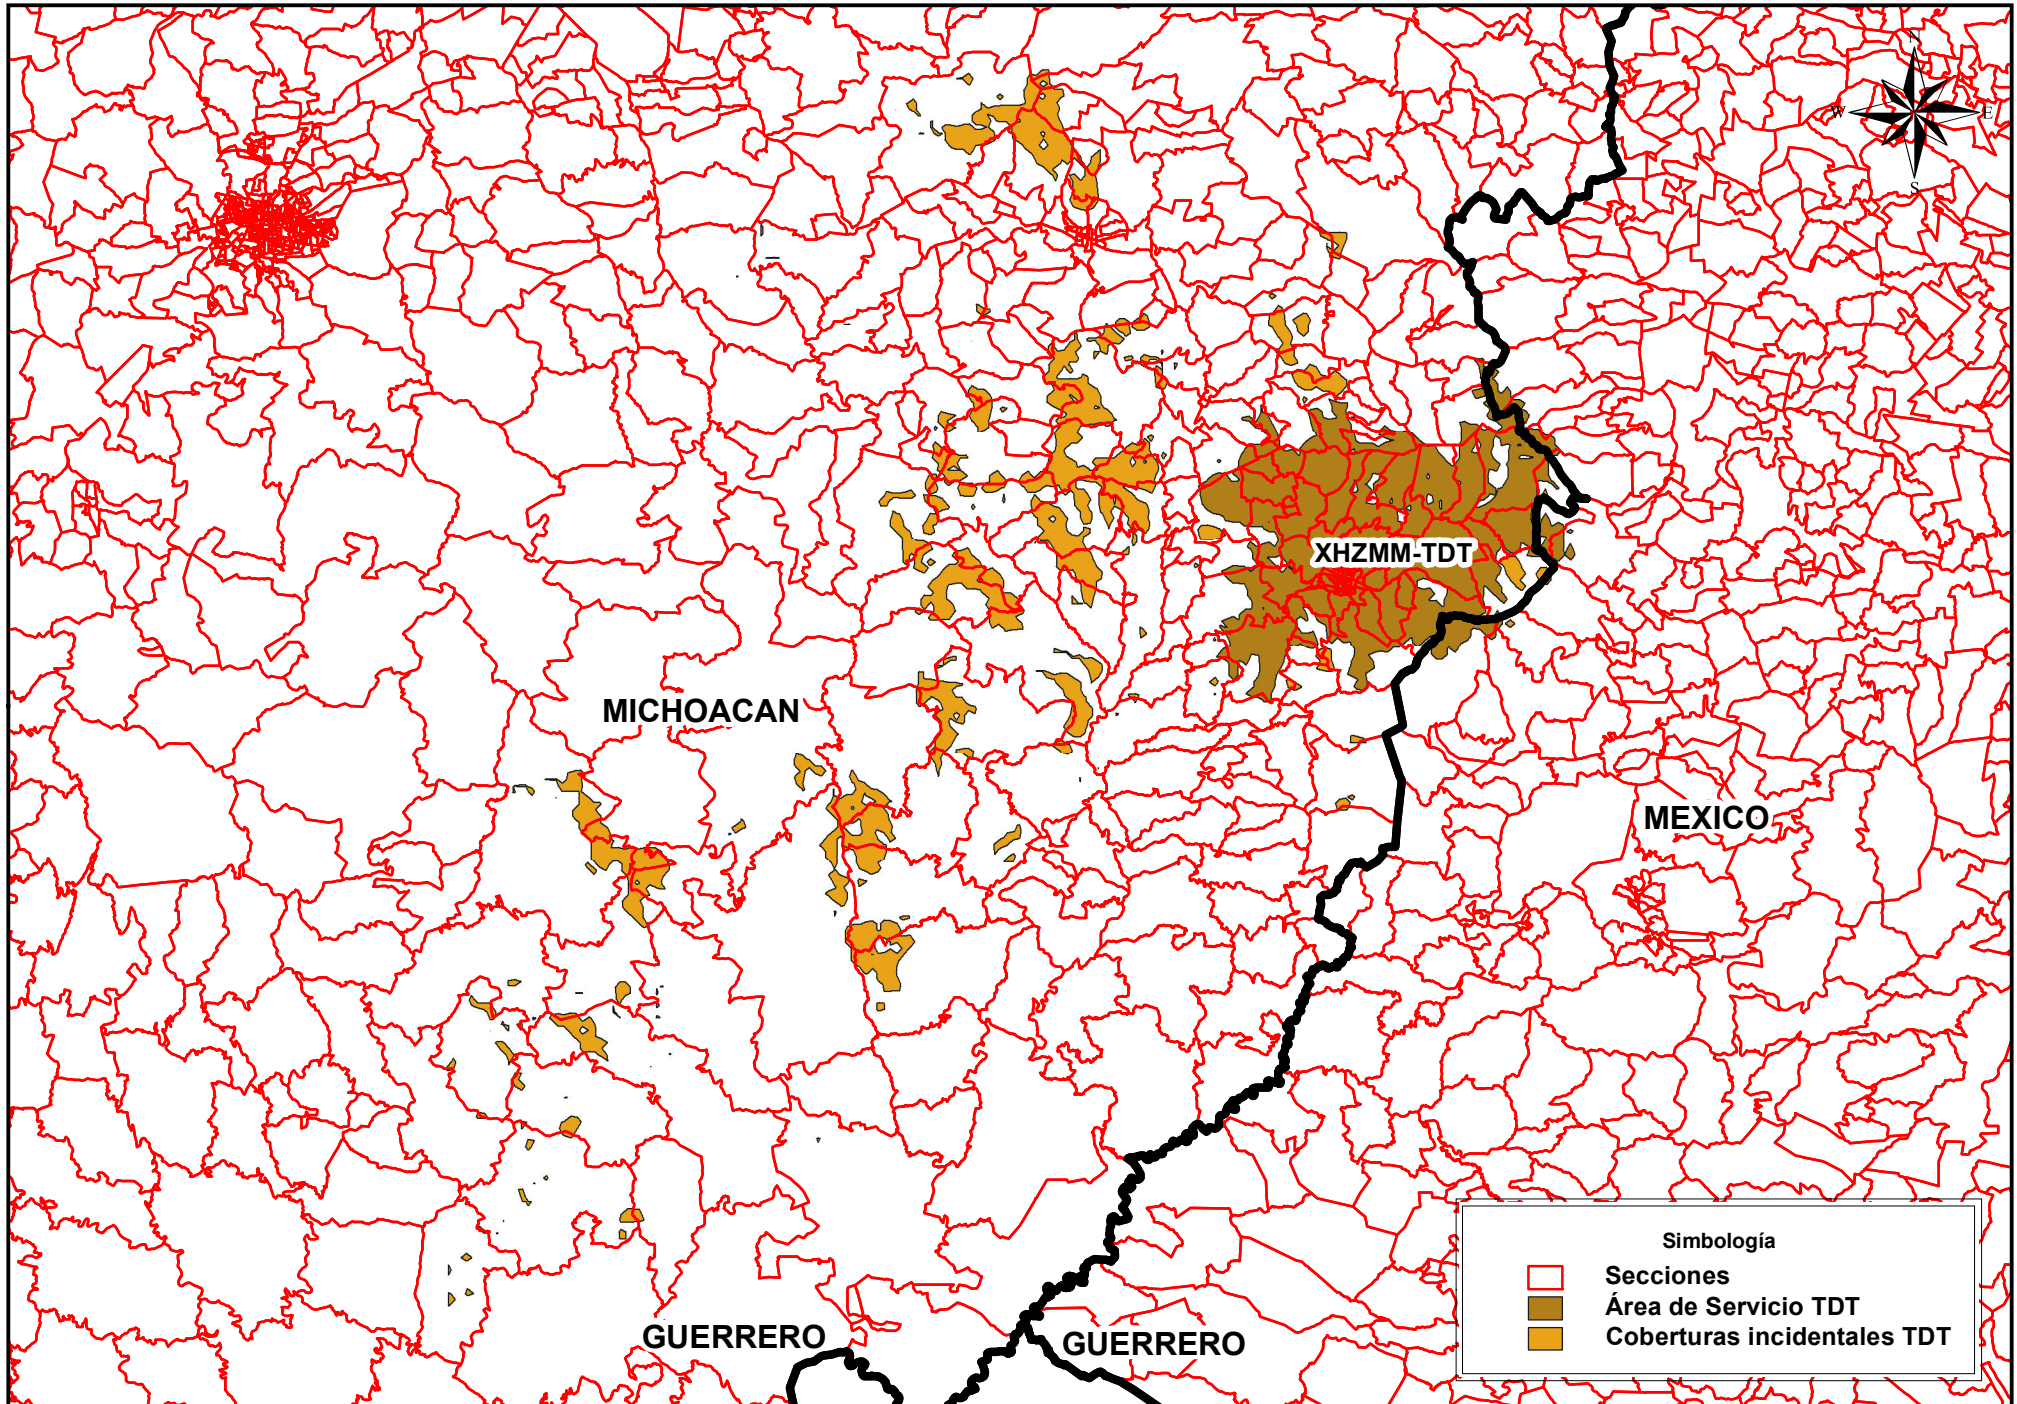 N
W E
S
XHZMM-TDT
MICHOACAN
MEXICO
GUERRERO
GUERRERO
Simbología
Secciones
Área de Servicio TDT
Coberturas incidentales TDT